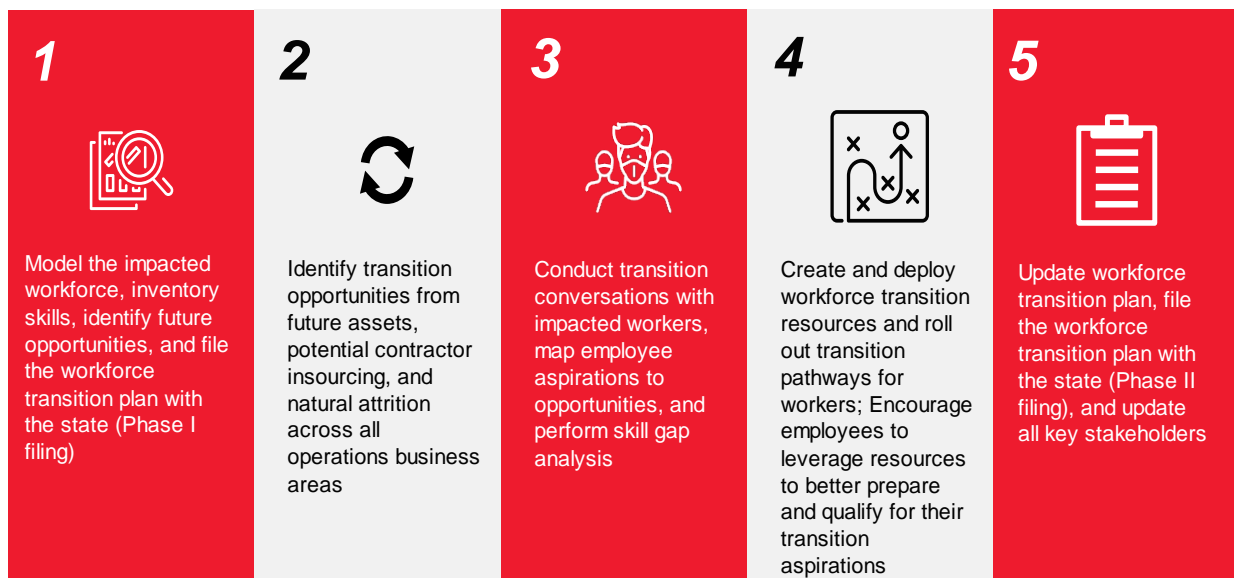 1
Model the impacted
workforce, inventory
skills, identify future
opportunities, and file
the workforce
transition plan with
the state (Phase I
filing)
2
Identify transition
opportunities from
future assets,
potential contractor
insourcing, and
natural attrition
across all
operations business
areas
3
Conduct transition
conversations with
impacted workers,
map employee
aspirations to
opportunities, and
perform skill gap
analysis
4
Create and deploy
workforce transition
resources and roll
out transition
pathways for
workers; Encourage
employees to
leverage resources
to better prepare
and qualify for their
transition
aspirations
5
Update workforce
transition plan, file
the workforce
transition plan with
the state (Phase II
filing), and update
all key stakeholders